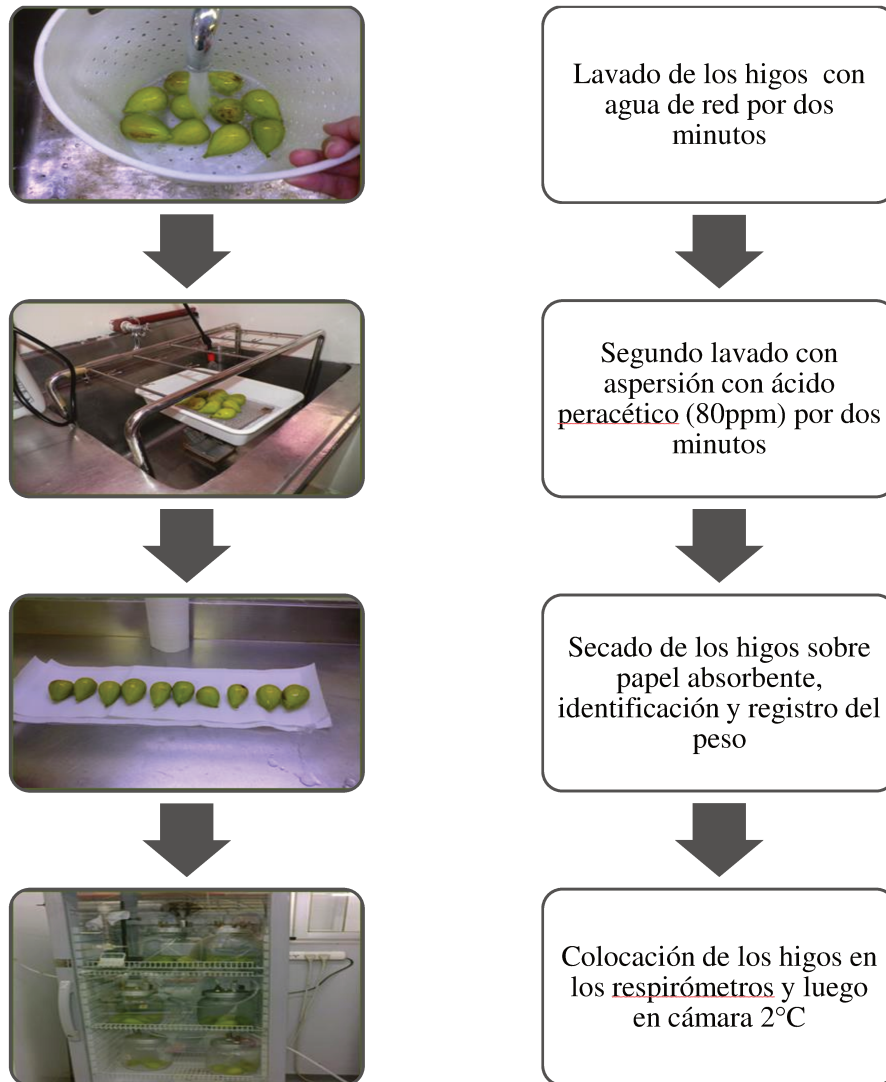 Lavado de los higos con
agua de red por dos
minutos
Segundo lavado con
aspersión con ácido
peracético (80ppm) por dos
minutos
Secado de los higos sobre
papel absorbente,
identificación y registro del
peso
Colocación de los higos en
los respirómetros y luego
en cámara 2°C